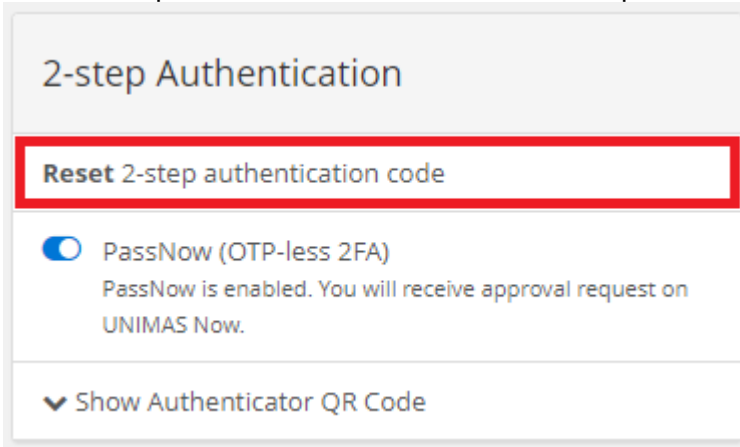 2-step Authentication
Reset 2-step authentication code
PassNow (OTP-less 2FA)
PassNow is enabled. You will receive approval request on
UNIMAS Now.
Show Authenticator QR Code